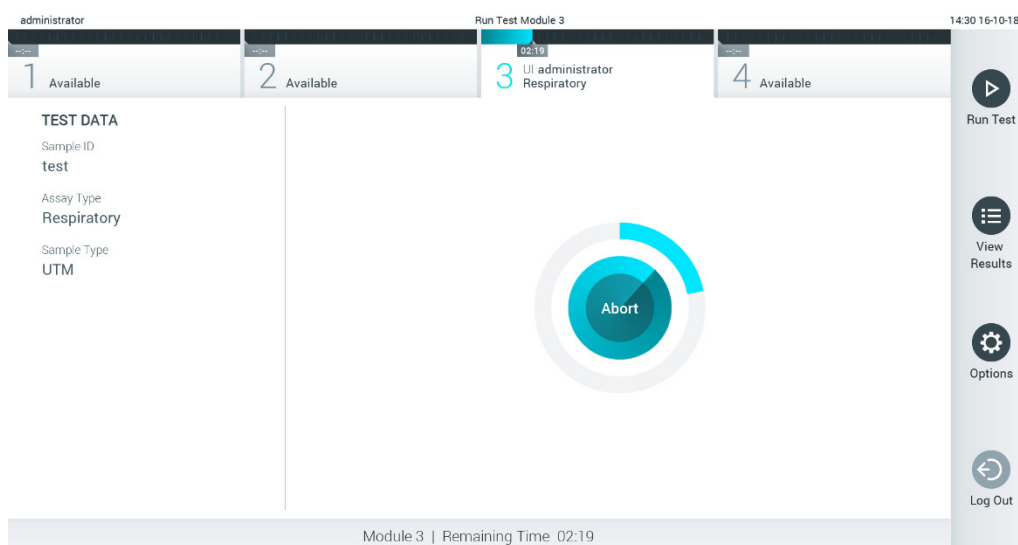 administrator
Run Test Module 3
14:30 16-10-18
--:--
--:--
02:19
--:--
1 Available
2 Available
3 UI administrator
Respiratory
4 Available
TEST DATA
Sample ID
test
Assay Type
Respiratory
Sample Type
UTM
Abort
Run Test
View
Results
Options
Log Out
Module 3 | Remaining Time 02:19